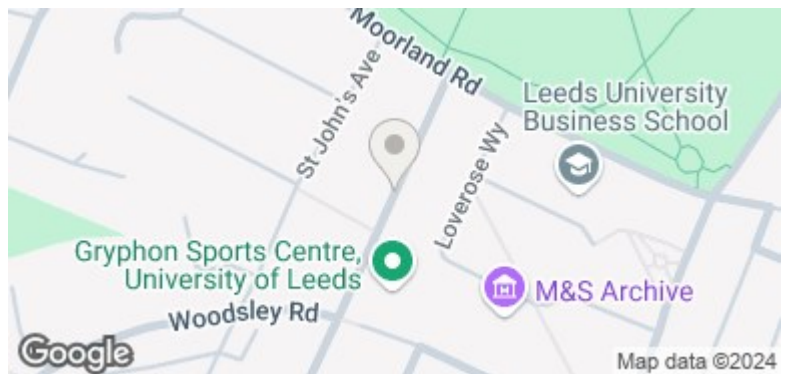 Moorland Rd
St John's Ave
Leeds University
Business School
Loverose Wy
Gryphon Sports Centre,
University of Leeds
M&S Archive
Woodsley Rd
Google
Map data ©2024